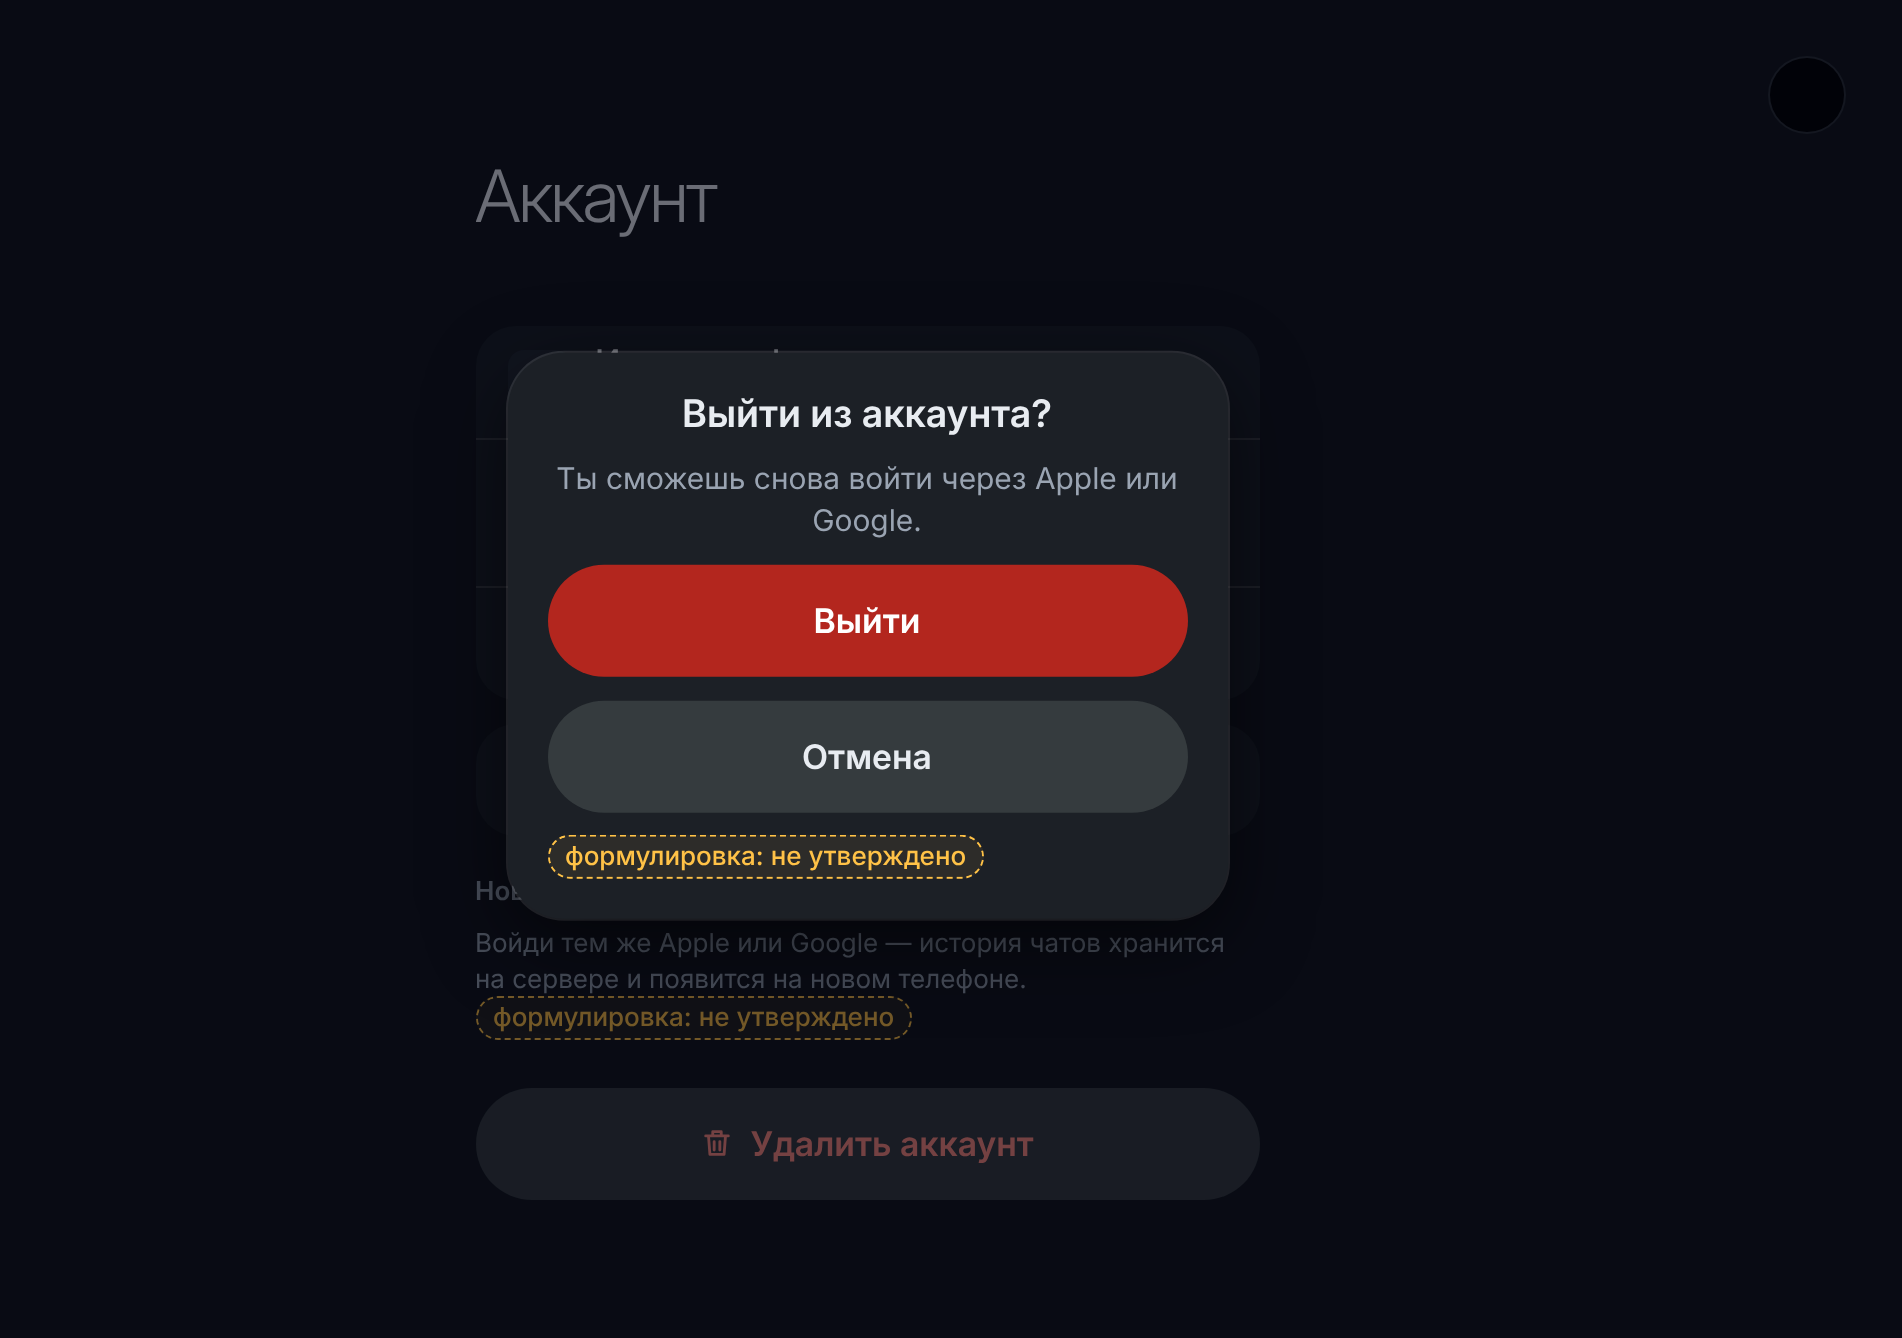 Аккаунт
Выйти из аккаунта?
Ты сможешь снова войти через Apple или
Google.
Выйти
Отмена
формулировка: не утверждено
Войди тем же Apple или Google — история чатов хранится
на сервере и появится на новом телефоне.
формулировка: не утверждено
Удалить аккаунт